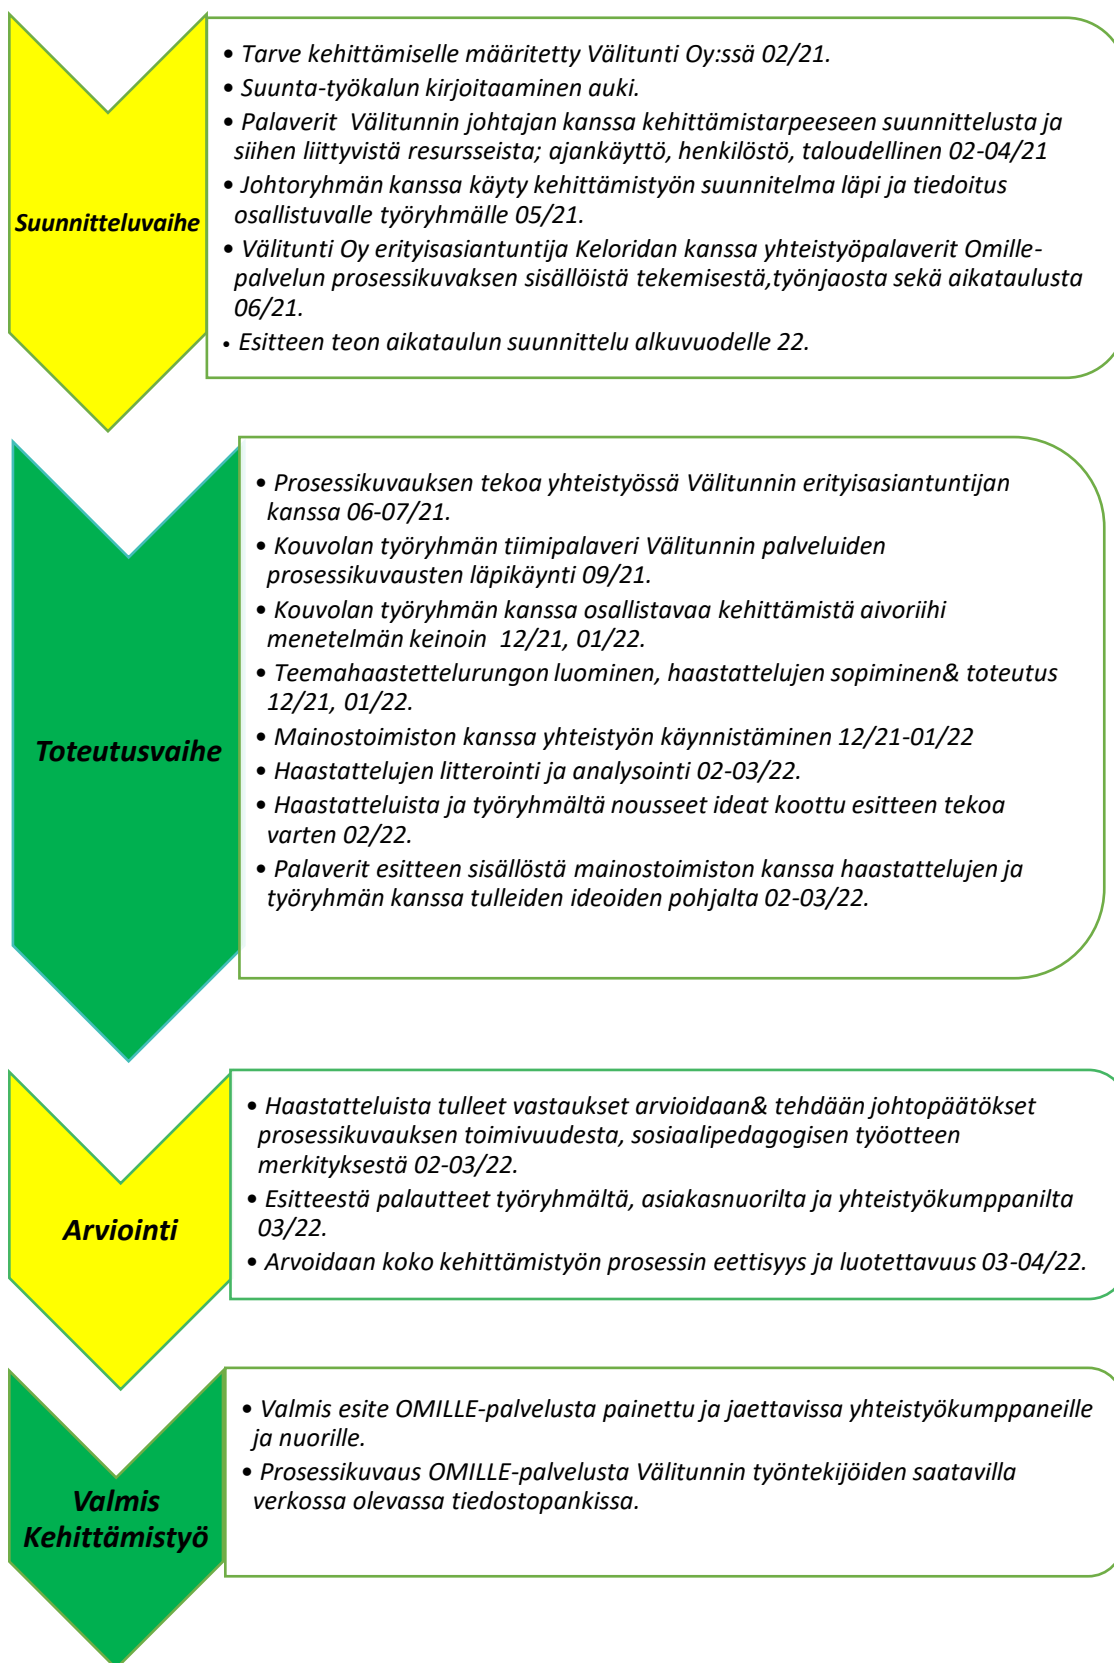 Suunnitteluvaihe
• Tarve kehittämiselle määritetty Välitunti Oy:ssä 02/21.
• Suunta-työkalun kirjoitaaminen auki.
• Palaverit  Välitunnin johtajan kanssa kehittämistarpeeseen suunnittelusta ja
siihen liittyvistä resursseista; ajankäyttö, henkilöstö, taloudellinen 02-04/21
• Johtoryhmän kanssa käyty kehittämistyön suunnitelma läpi ja tiedoitus
osallistuvalle työryhmälle 05/21.
• Välitunti Oy erityisasiantuntija Keloridan kanssa yhteistyöpalaverit Omille-
palvelun prosessikuvaksen sisällöistä tekemisestä,työnjaosta sekä aikataulusta
06/21.
• Esitteen teon aikataulun suunnittelu alkuvuodelle 22.
Toteutusvaihe
• Prosessikuvauksen tekoa yhteistyössä Välitunnin erityisasiantuntijan
kanssa 06-07/21.
• Kouvolan työryhmän tiimipalaveri Välitunnin palveluiden
prosessikuvausten läpikäynti 09/21.
• Kouvolan työryhmän kanssa osallistavaa kehittämistä aivoriihi
menetelmän keinoin  12/21, 01/22.
• Teemahaastettelurungon luominen, haastattelujen sopiminen& toteutus
12/21, 01/22.
• Mainostoimiston kanssa yhteistyön käynnistäminen 12/21-01/22
• Haastattelujen litterointi ja analysointi 02-03/22.
• Haastatteluista ja työryhmältä nousseet ideat koottu esitteen tekoa
varten 02/22.
• Palaverit esitteen sisällöstä mainostoimiston kanssa haastattelujen ja
työryhmän kanssa tulleiden ideoiden pohjalta 02-03/22.
Arviointi
• Haastatteluista tulleet vastaukset arvioidaan& tehdään johtopäätökset
prosessikuvauksen toimivuudesta, sosiaalipedagogisen työotteen
merkityksestä 02-03/22.
• Esitteestä palautteet työryhmältä, asiakasnuorilta ja yhteistyökumppanilta
03/22.
• Arvoidaan koko kehittämistyön prosessin eettisyys ja luotettavuus 03-04/22.
Valmis
Kehittämistyö
• Valmis esite OMILLE-palvelusta painettu ja jaettavissa yhteistyökumppaneille
ja nuorille.
• Prosessikuvaus OMILLE-palvelusta Välitunnin työntekijöiden saatavilla
verkossa olevassa tiedostopankissa.